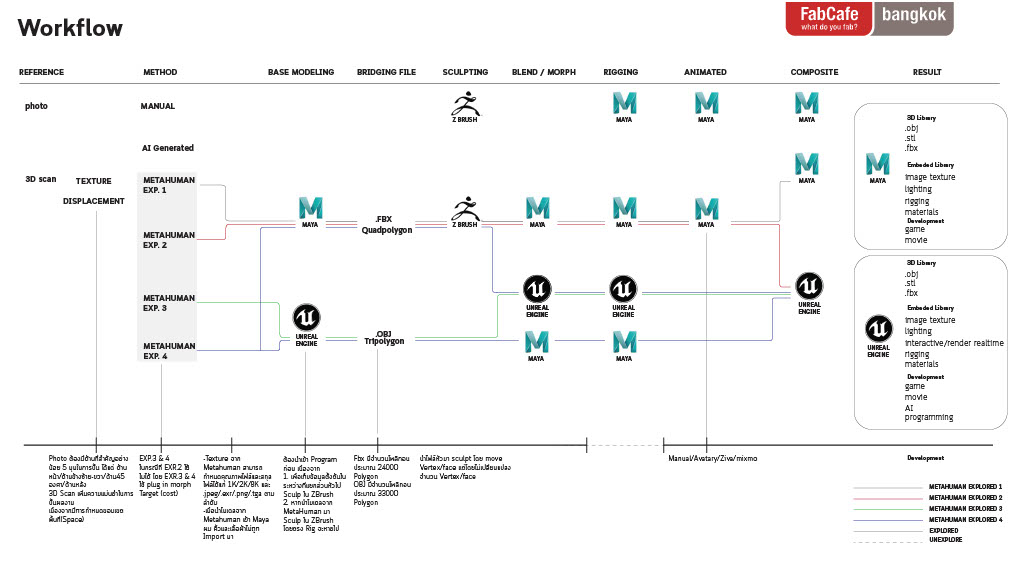 Workflow
FabCafe
what do you fab?
bangkok
REFERENCE
METHOD
BASE MODELING
BRIDGING FILE
SCULPTING
BLEND / MORPH
RIGGING
ANIMATED
COMPOSITE
RESULT
photo
MANUAL
Z BRUSH
MAYA
MAYA
MAYA
AI Generated
3D scan
TEXTURE
DISPLACEMENT
METAHUMAN
EXP. 1
METAHUMAN
EXP. 2
METAHUMAN
EXP. 3
METAHUMAN
EXP. 4
MAYA
.FBX
Quadpolygon
Z BRUSH
MAYA
MAYA
MAYA
MAYA
UNREAL
ENGINE
.OBJ
Tripolygon
UNREAL
ENGINE
UNREAL
ENGINE
MAYA
MAYA
UNREAL
ENGINE
3D Library
.obj
.stl
.fbx
MAYA
Embeded Library
image texture
lighting
rigging
materials
Development
game
movie
3D Library
.obj
.stl
.fbx
UNREAL
ENGINE
Embeded Library
image texture
lighting
interactive/render realtime
rigging
materials
Development
game
movie
AI
programming
Photo ต้องมีด้านที่สำคัญอย่าง
น้อย 5 มุมในการปั้น ได้แก่ ด้าน
หน้า/ด้านข้างซ้าย-ขวา/ด้าน45
องศา/ด้านหลัง
3D Scan เพิ่มความแม่นยำในการ
ขึ้นผลงาน
เนื่องจากมีการกำหนดขอบเขต
พื้นที่(Space)
EXP.3 & 4
ในกรณีที่ EXP.2 ใช้
ไม่ได้ โดย EXP.3 & 4
ใช้ plug in morph
Target (cost)
-Texture จาก
Metahuman สามารถ
กำหนดคุณภาพไฟล์และสกุล
ไฟล์ได้แก่ 1K/2K/8K และ
.jpeg/.exr/.png/.tga ตาม
ลำดับ
-เมื่อนำโมเดลจาก
Metahuman เข้า Maya
ผม คิ้วและเสื้อผ้าไม่ถูก
Import มา
ต้องนำเข้า Program
ก่อน เนื่องจาก
1. เพื่อเก็บข้อมูลตั้งต้นใน
ระหว่างที่แยกส่วนหัวไป
Sculp ใน ZBrush
2. หากนำโมเดลจาก
MetaHuman มา
Sculp ใน ZBrush
โดยตรง Rig จะหายไป
Fbx มีจำนวนโพลิกอน
ประมาณ 24000
Polygon
OBJ มีจำนวนโพลิกอน
ประมาณ 33000
Polygon
นำไฟล์หัวมา sculpt โดย move
Vertex/face แต่โดยไม่เปลี่ยนแปลง
จำนวน Vertex/face
Manual/Avatary/Ziva/mixmo
Development
METAHUMAN EXPLORED 1
METAHUMAN EXPLORED 2
METAHUMAN EXPLORED 3
METAHUMAN EXPLORED 4
EXPLORED
UNEXPLORE